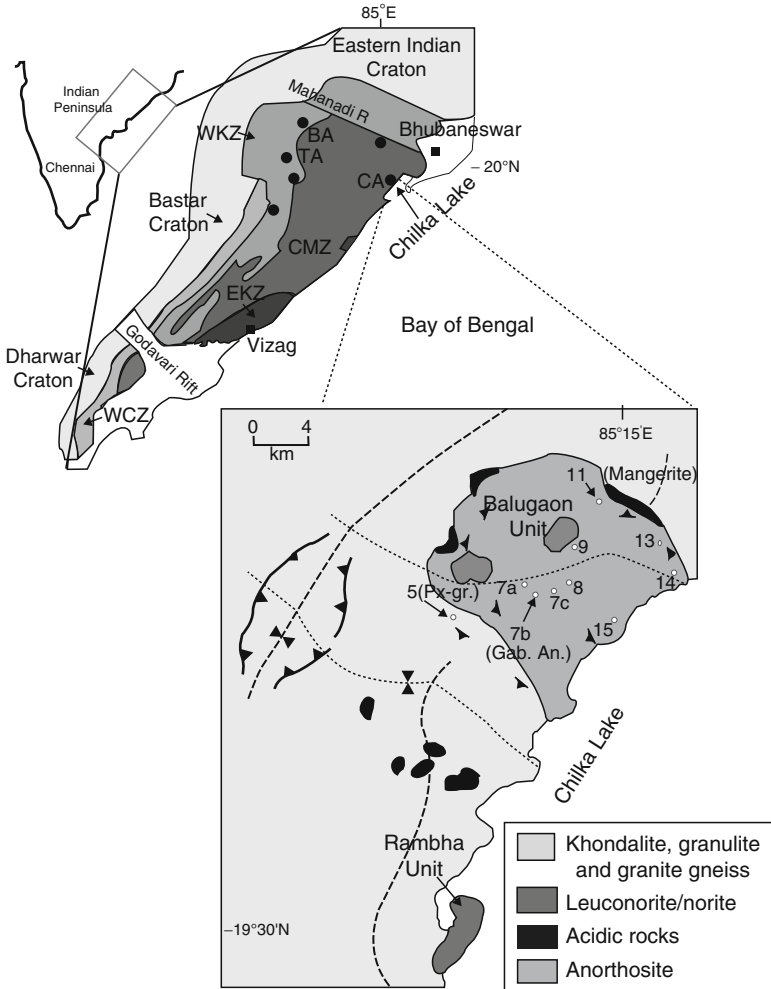 85°E
Eastern Indian
Craton
Indian
Peninsula
Mahanadi R
WKZ
BA
Bhubaneswar
TA
– 20°N
Chennai
CA
Bastar
Craton
Chilka Lake
CMZ
EKZ
Bay of Bengal
Vizag
Godavari Rift
Dharwar
Craton
WCZ
0 4
km
85°15'E
11
(Mangerite)
Balugaon
Unit
13
9
14
5(Px-gr.)
7a
8
7c
7b
15
(Gab. An.)
Chilka Lake
Rambha
Unit
–19°30'N
Khondalite, granulite
and granite gneiss
Leuconorite/norite
Acidic rocks
Anorthosite